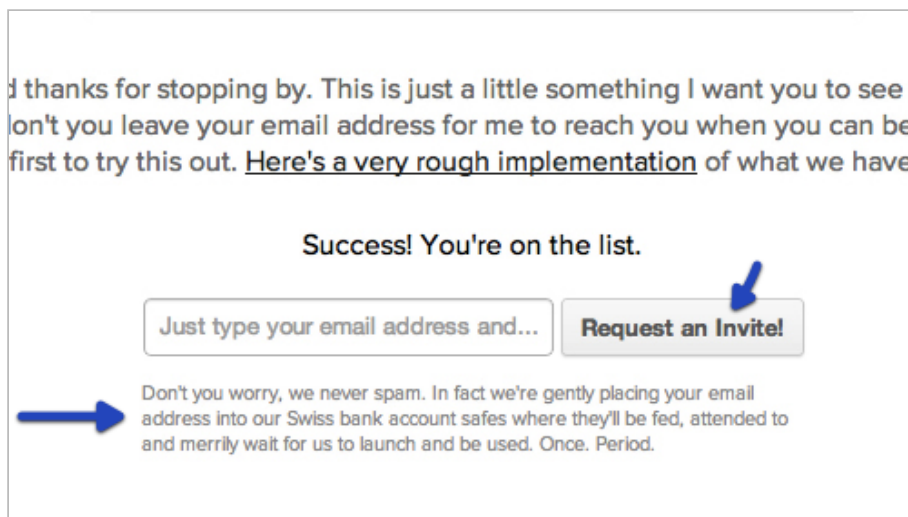 thanks for stopping by. This is just a little something I want you to see
you leave your email address for me to reach you when you can be
first to try this out. Here's a very rough implementation of what we have
Success! You're on the list.
Just type your email address and...
Request an Invite!
Don't you worry, we never spam. In fact we're gently placing your email
address into our Swiss bank account safes where they'll be fed, attended to
and merrily wait for us to launch and be used. Once. Period.